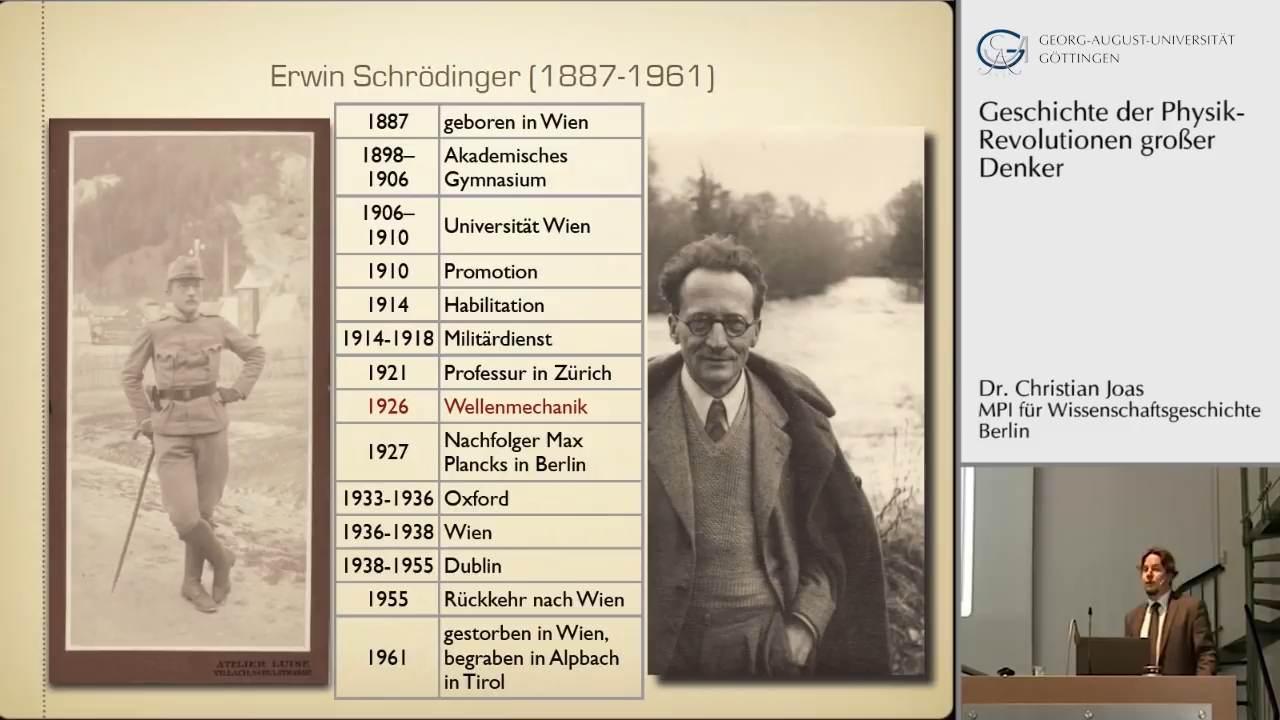 Erwin Schrödinger (1887-1961)
1887 geboren in Wien
1898– Akademisches
1906 Gymnasium
1906–
1910 Universität Wien
1910 Promotion
1914 Habilitation
1914-1918 Militärdienst
1921 Professur in Zürich
1926 Wellenmechanik
1927 Nachfolger Max
Plancks in Berlin
1933-1936 Oxford
1936-1938 Wien
1938-1955 Dublin
1955 Rückkehr nach Wien
1961 gestorben in Wien,
begraben in Alpbach
in Tirol
ATELIER LUISE
VILLACH, SCHULSTRASSE
GEORG-AUGUST-UNIVERSITÄT
GÖTTINGEN
Geschichte der Physik-
Revolutionen großer
Denker
Dr. Christian Joas
MPI für Wissenschaftsgeschichte
Berlin